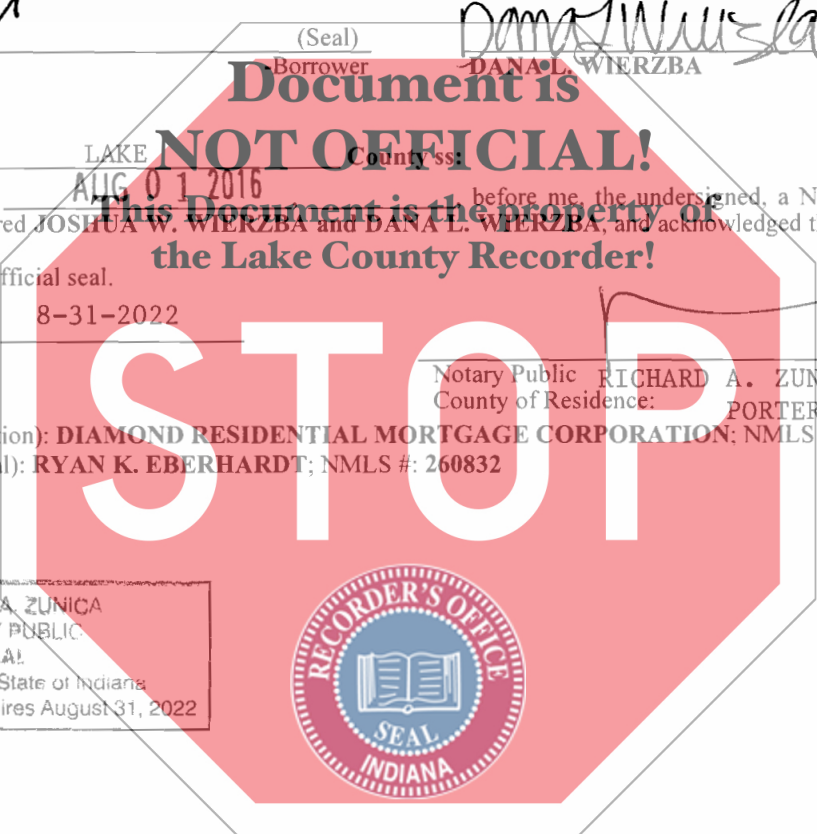 (Seal)
-Borrower
DANA L. WIERZBA
Document is
NOT OFFICIAL!
LAKE County ss:
AUG 01 2016 before me, the undersigned, a N
This Document is the property of
red JOSHUA W. WIERZBA and DANA L. WIERZBA, and acknowledged t
the Lake County Recorder!
fficial seal.
8-31-2022
STOP
Notary Public RICHARD A. ZUN
County of Residence: PORTER
ion): DIAMOND RESIDENTIAL MORTGAGE CORPORATION; NMLS
l): RYAN K. EBERHARDT; NMLS #: 260832
A. ZUNICA
PUBLIC
AL
State of Indiana
ires August 31, 2022
RECORDER'S OFFICE
SEAL
INDIANA